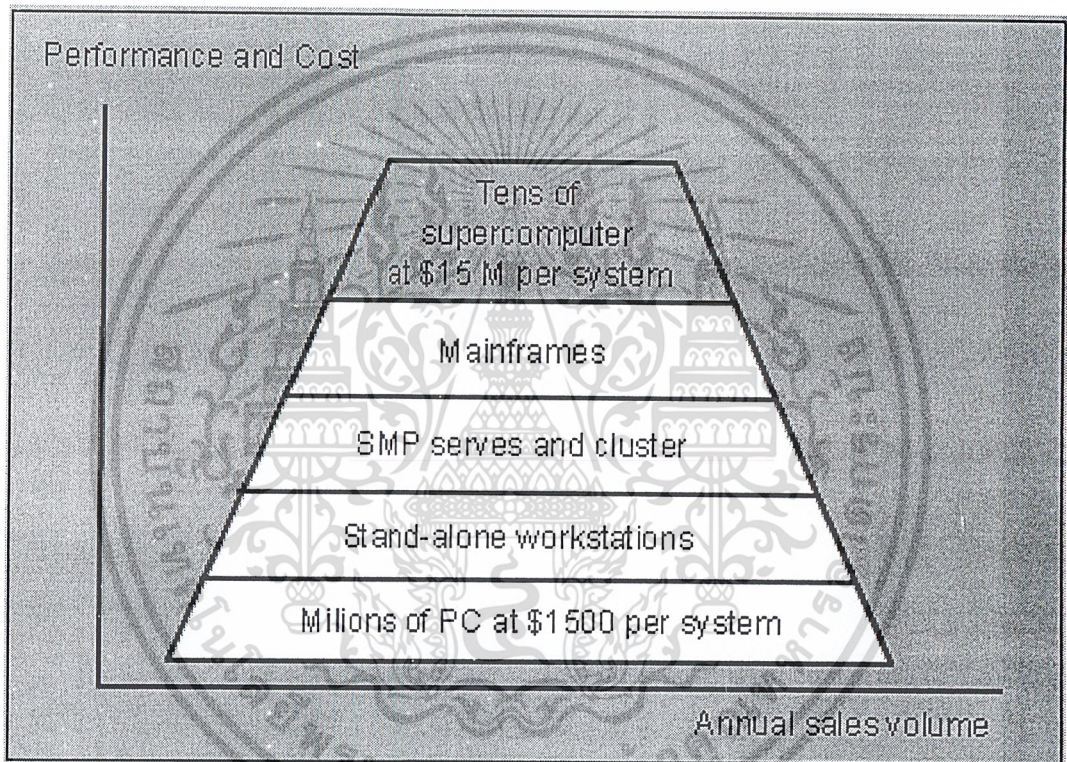 Performance and Cost
Tens of
supercomputer
at $15 M per system
Mainframes
SMP serves and cluster
Stand-alone workstations
Milions of PC at $1500 per system
Annual sales volume